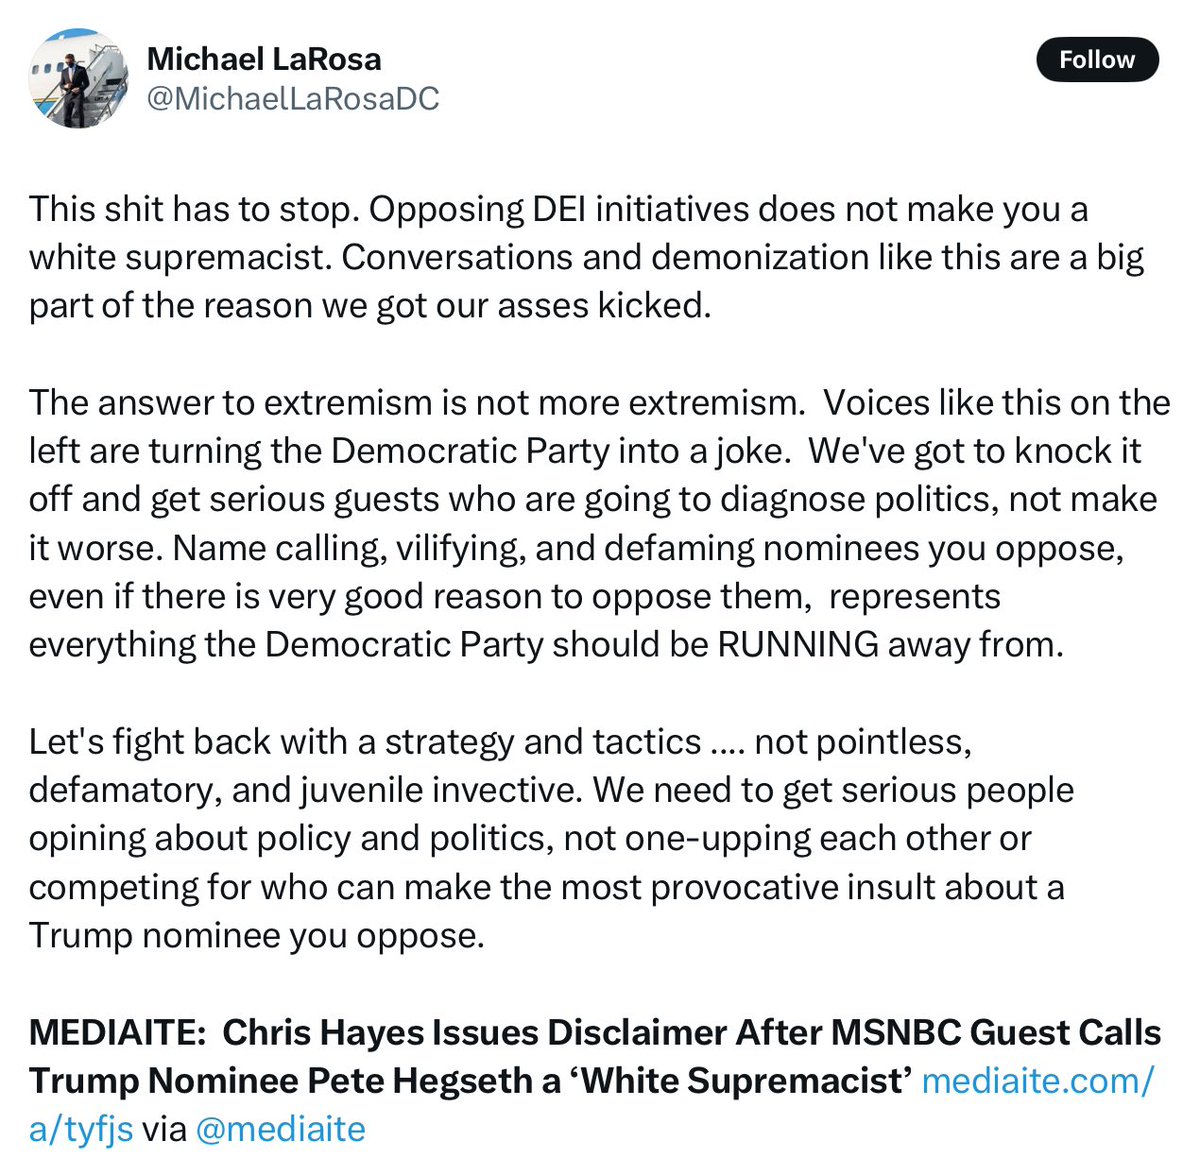 Michael LaRosa
@MichaelLaRosaDC
Follow
This shit has to stop. Opposing DEI initiatives does not make you a
white supremacist. Conversations and demonization like this are a big
part of the reason we got our asses kicked.
The answer to extremism is not more extremism.  Voices like this on the
left are turning the Democratic Party into a joke.  We've got to knock it
off and get serious guests who are going to diagnose politics, not make
it worse. Name calling, vilifying, and defaming nominees you oppose,
even if there is very good reason to oppose them,  represents
everything the Democratic Party should be RUNNING away from.
Let's fight back with a strategy and tactics .... not pointless,
defamatory, and juvenile invective. We need to get serious people
opining about policy and politics, not one-upping each other or
competing for who can make the most provocative insult about a
Trump nominee you oppose.
MEDIAITE:  Chris Hayes Issues Disclaimer After MSNBC Guest Calls
Trump Nominee Pete Hegseth a ‘White Supremacist’ mediaite.com/
a/tyfjs via @mediaite